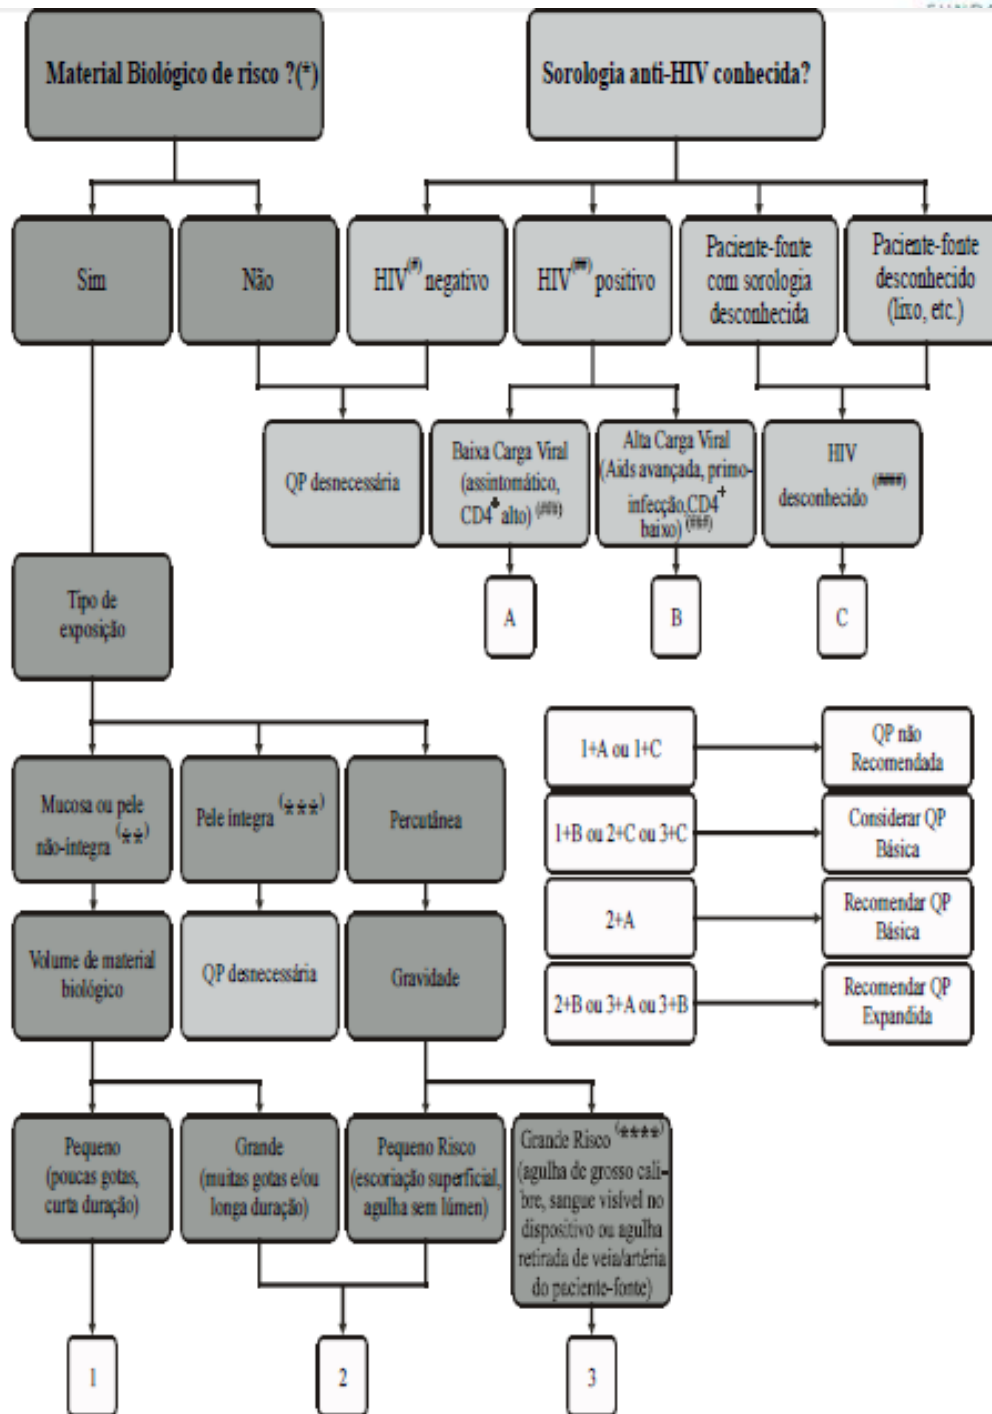 Material Biológico de risco ?(*)
Sorologia anti-HIV conhecida?
Sim
Não
HIV(#) negativo
HIV(##) positivo
Paciente-fonte
com sorologia
desconhecida
Paciente-fonte
desconhecido
(lixo, etc.)
QP desnecessária
Baixa Carga Viral
(assintomático,
CD4+ alto) (###)
Alta Carga Viral
(Aids avançada, primo-
infecção,CD4+
baixo) (###)
HIV
desconhecido (####)
A
B
C
Tipo de
exposição
Mucosa ou pele
não-íntegra (**)
Pele íntegra (***)
Percutânea
Volume de material
biológico
QP desnecessária
Gravidade
1+A ou 1+C
QP não
Recomendada
1+B ou 2+C ou 3+C
Considerar QP
Básica
2+A
Recomendar QP
Básica
2+B ou 3+A ou 3+B
Recomendar QP
Expandida
Pequeno
(poucas gotas,
curta duração)
Grande
(muitas gotas e/ou
longa duração)
Pequeno Risco
(escoriação superficial,
agulha sem lúmen)
Grande Risco (****)
(agulha de grosso cali-
bre, sangue visível no
dispositivo ou agulha
retirada de veia/artéria
do paciente-fonte)
1
2
3